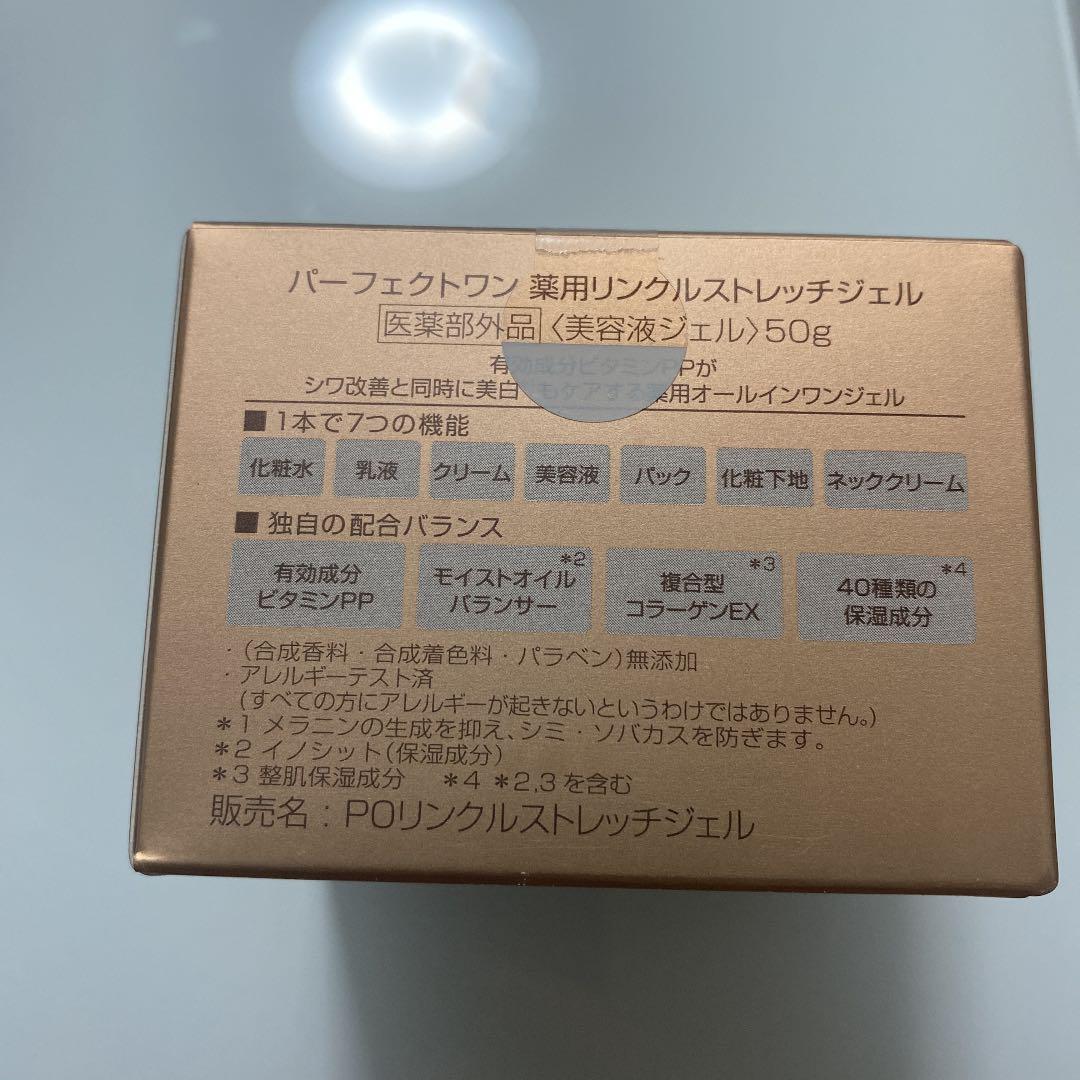 パーフェクトワン 薬用リンクルストレッチジェル
医薬部外品 〈美容液ジェル〉50g
有効成分ビタミンPPが
シワ改善と同時に美白 もケアする薬用オールインワンジェル
■ 1本で7つの機能
化粧水 乳液 クリーム 美容液 パック 化粧下地 ネッククリーム
■ 独自の配合バランス
*2 *3 *4
有効成分 モイストオイル 複合型 40種類の
ビタミンPP バランサー コラーゲンEX 保湿成分
・(合成香料・合成着色料・パラベン)無添加
・アレルギーテスト済
(すべての方にアレルギーが起きないというわけではありません。)
*1 メラニンの生成を抑え、シミ・ソバカスを防ぎます。
*2 イノシット(保湿成分)
*3 整肌保湿成分 *4 *2,3 を含む
販売名：POリンクルストレッチジェル